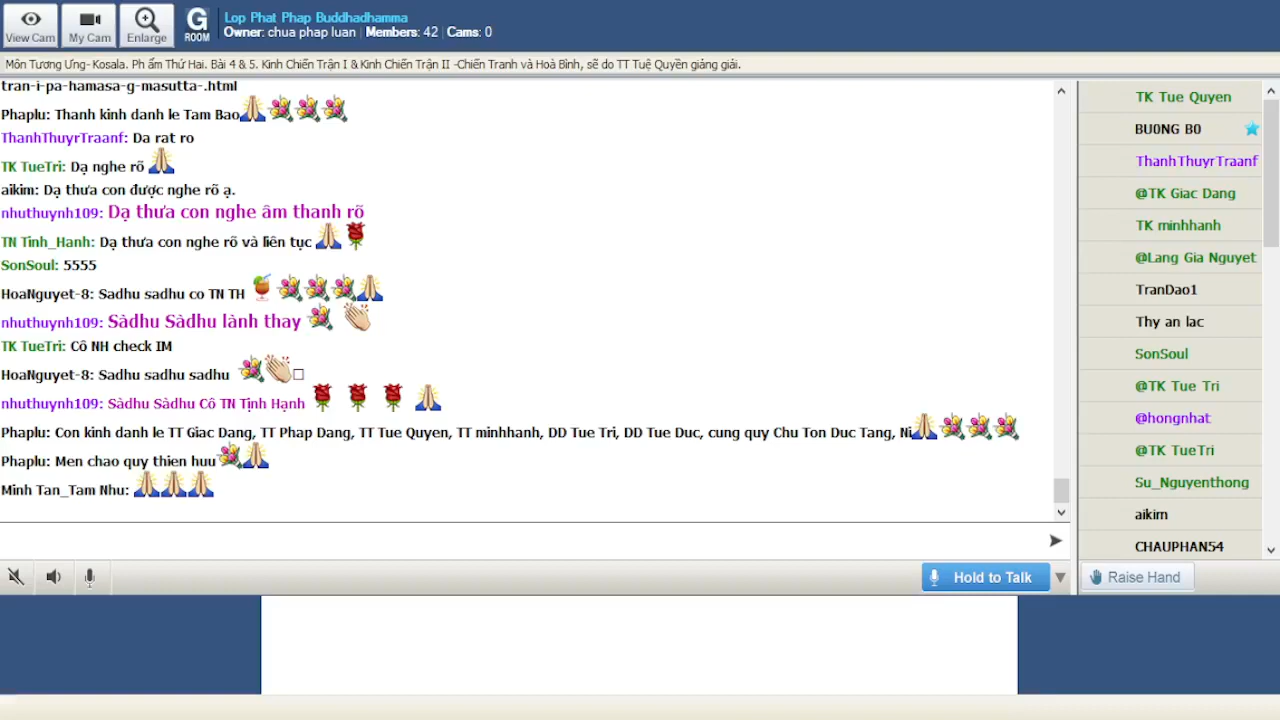 View Cam
My Cam
Enlarge
G ROOM
Lop Phat Phap Buddhadhamma
Owner: chua phap luan | Members: 42 | Cams: 0
Môn Tương Ưng- Kosala. Ph ẩm Thứ Hai. Bài 4 & 5. Kinh Chiến Trận I & Kinh Chiến Trận II -Chiến Tranh và Hoà Bình, sẽ do TT Tuệ Quyền giảng giải.
tran-i-pa-hamasa-g-masutta-.html
Phaplu: Thanh kinh danh le Tam Bao🙏💐💐💐
ThanhThuyrTraanf: Da rat ro
TK TueTri: Dạ nghe rõ 🙏
aikim: Dạ thưa con được nghe rõ ạ.
nhuthuynh109: Dạ thưa con nghe âm thanh rõ
TN Tinh_Hanh: Dạ thưa con nghe rõ và liên tục 🙏🌹
SonSoul: 5555
HoaNguyet-8: Sadhu sadhu co TN TH 🍹💐💐💐🙏
nhuthuynh109: Sàdhu Sàdhu lành thay 💐 👏
TK TueTri: Cô NH check IM
HoaNguyet-8: Sadhu sadhu sadhu 💐👏□
nhuthuynh109: Sàdhu Sàdhu Cô TN Tịnh Hạnh 🌹 🌹 🌹 🙏
Phaplu: Con kinh danh le TT Giac Dang, TT Phap Dang, TT Tue Quyen, TT minhhanh, DD Tue Tri, DD Tue Duc, cung quy Chu Ton Duc Tang, Ni🙏💐💐💐
Phaplu: Men chao quy thien huu💐🙏
Minh Tan_Tam Nhu: 🙏🙏🙏
Hold to Talk
TK Tue Quyen
BU0NG B0
ThanhThuyrTraanf
@TK Giac Dang
TK minhhanh
@Lang Gia Nguyet
TranDao1
Thy an lac
SonSoul
@TK Tue Tri
@hongnhat
@TK TueTri
Su_Nguyenthong
aikim
CHAUPHAN54
Raise Hand